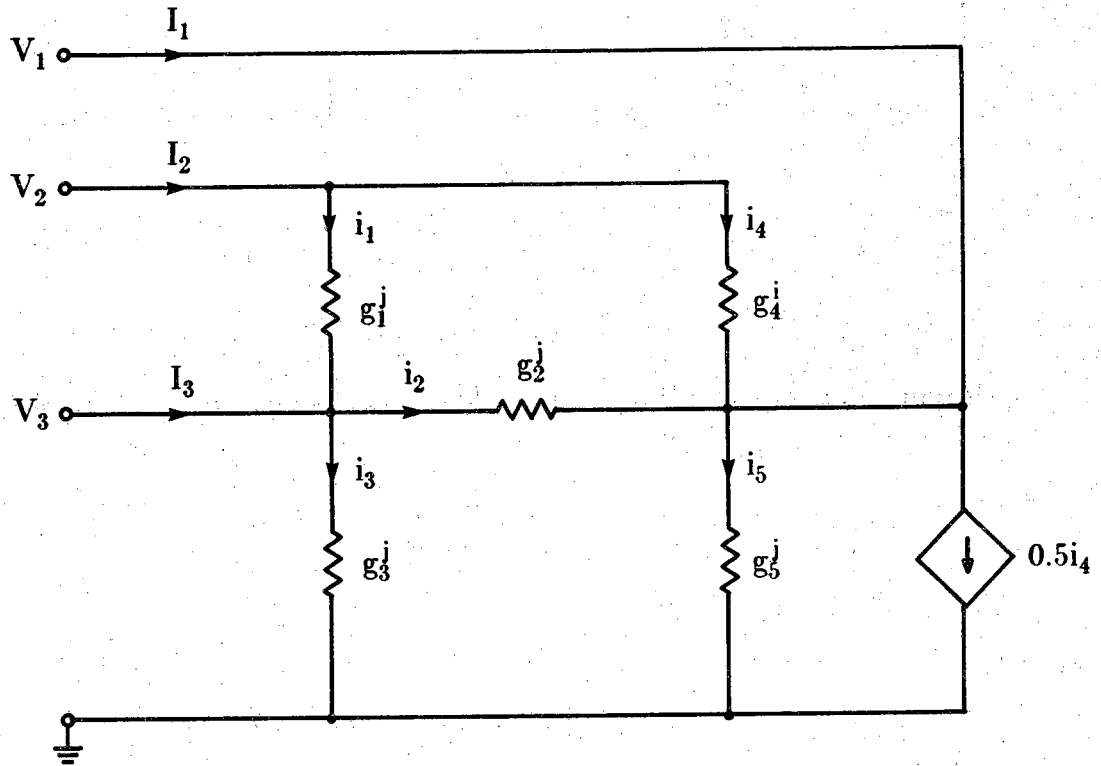 I₁
V₁
I₂
V₂
i₁
i₄
g₁ʲ
g₄ⁱ
g₂ʲ
i₂
I₃
V₃
i₃
i₅
g₃ʲ
g₅ʲ
0.5i₄